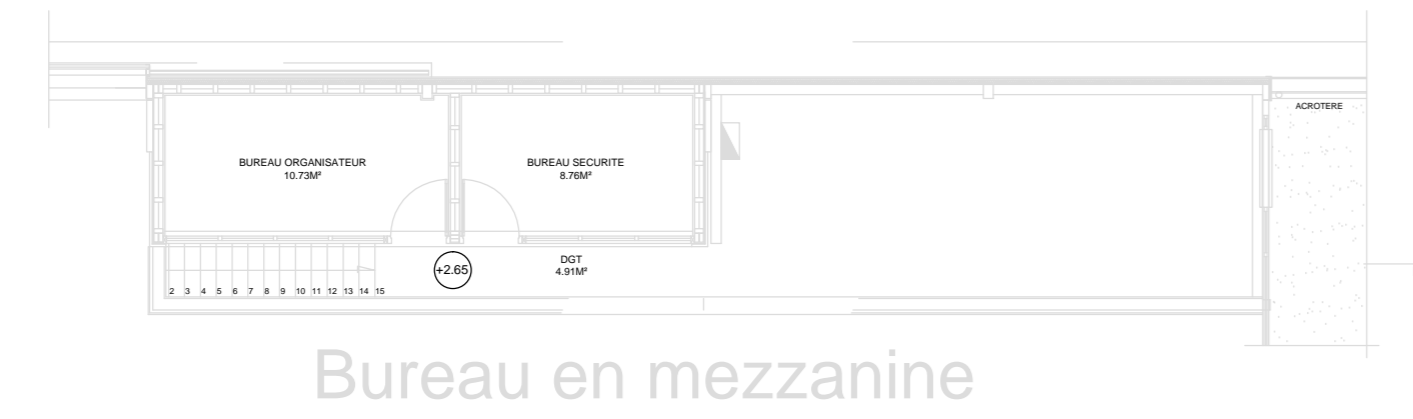 ACROTERE
BUREAU ORGANISATEUR
10.73M²
BUREAU SECURITE
8.76M²
+2.65
DGT
4.91M²
2 3 4 5 6 7 8 9 10 11 12 13 14 15
Bureau en mezzanine